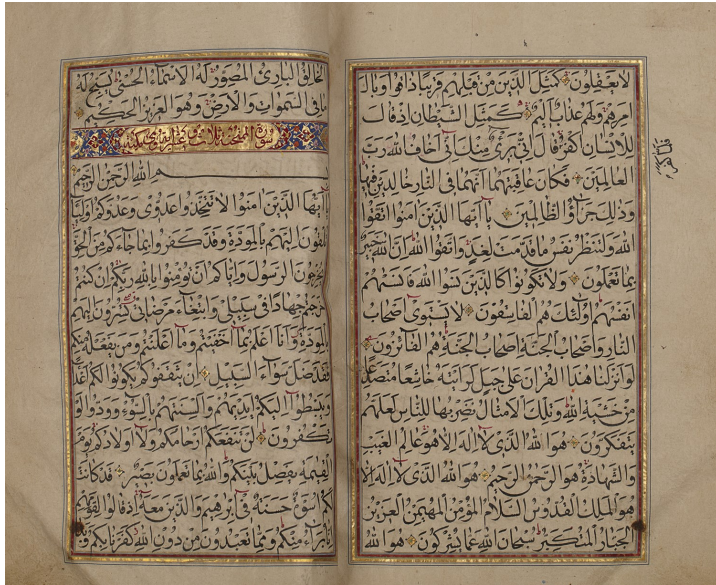 لا يعقلون كمثل الذين من قبلهم قريبا ذاقوا وبال
امرهم ولهم عذاب اليم كمثل الشيطان اذ قال
للانسان اكفر قال اني بريء منك اني اخاف الله رب
فلما كفر
العالمين فكان عاقبتهما انهما في النار خالدين فيها
وذلك جزاؤ الظالمين يا ايها الذين امنوا اتقوا
الله ولتنظر نفس ما قدمت لغد واتقوا الله ان الله خبير
بما تعملون ولا تكونوا كالذين نسوا الله فانسيهم
انفسهم اولئك هم الفاسقون لا يستوي اصحاب
النار واصحاب الجنة اصحاب الجنة هم الفائزون
لو انزلنا هذا القران على جبل لرايته خاشعا متصدعا
من خشية الله وتلك الامثال نضربها للناس لعلهم
يتفكرون هو الله الذي لا اله الا هو عالم الغيب
والشهادة هو الرحمن الرحيم هو الله الذي لا اله الا
هو الملك القدوس السلام المؤمن المهيمن العزيز
الجبار المتكبر سبحان الله عما يشركون هو الله
الخالق البارئ المصور له الاسماء الحسنى يسبح له
ما في السموات والارض وهو العزيز الحكيم
سورة الممتحنة ثلاث وعشر اية مدنية
بسم الله الرحمن الرحيم
يا ايها الذين امنوا لا تتخذوا عدوي وعدوكم اولياء
تلقون اليهم بالمودة وقد كفروا بما جاءكم من الحق
يخرجون الرسول واياكم ان تؤمنوا بالله ربكم ان كنتم
خرجتم جهادا في سبيلي وابتغاء مرضاتي تسرون اليهم
بالمودة وانا اعلم بما اخفيتم وما اعلنتم ومن يفعله منكم
فقد ضل سواء السبيل ان يثقفوكم يكونوا لكم اعداء
ويبسطوا اليكم ايديهم والسنتهم بالسوء وودوا لو
تكفرون لن تنفعكم ارحامكم ولا اولادكم يوم
القيمة يفصل بينكم والله بما تعملون بصير قد كانت
لكم اسوة حسنة في ابرهيم والذين معه اذ قالوا لقومهم
انا براء منكم ومما تعبدون من دون الله كفرنا بكم وبدا